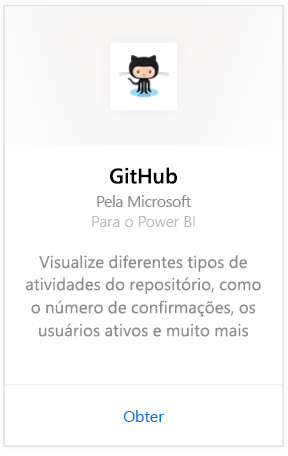 GitHub
Pela Microsoft
Para o Power BI
Visualize diferentes tipos de
atividades do repositório, como
o número de confirmações, os
usuários ativos e muito mais
Obter